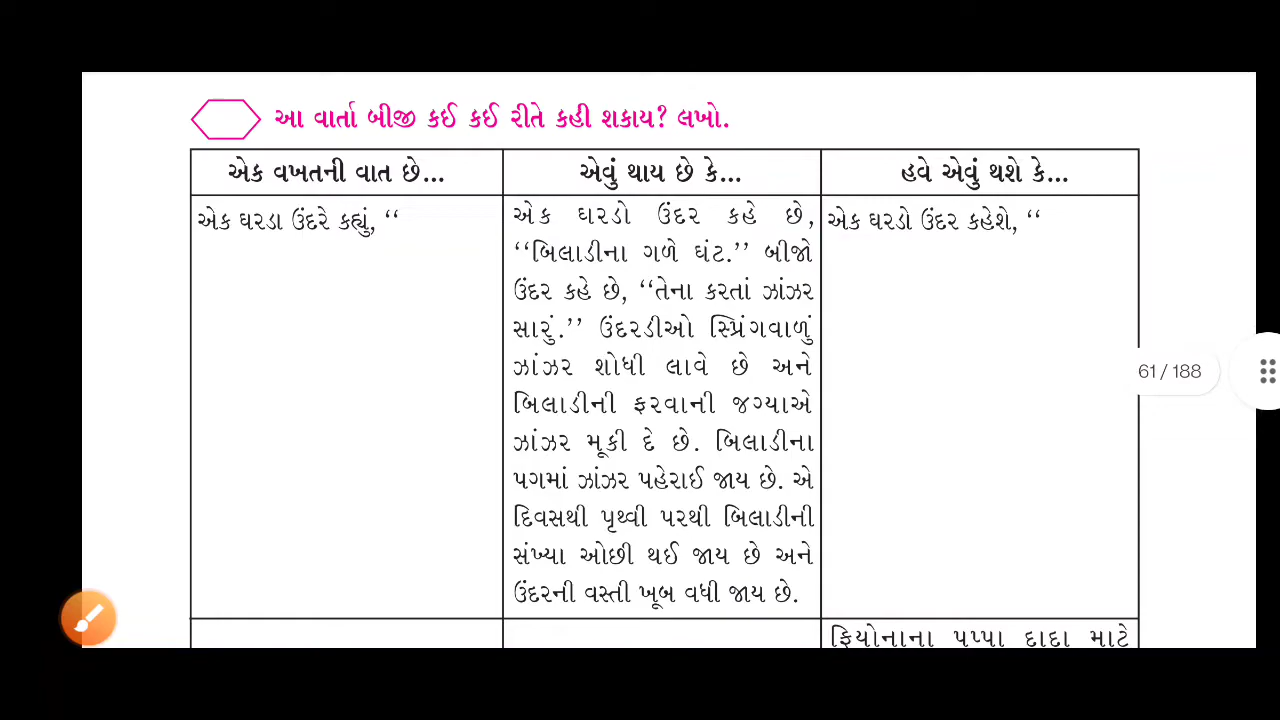 આ વાર્તા બીજી કઈ કઈ રીતે કહી શકાય? લખો.
એક વખતની વાત છે...
એવું થાય છે કે...
હવે એવું થશે કે...
એક ઘરડા ઉંદરે કહ્યું, ‘‘
એક ઘરડો ઉંદર કહે છે,
‘‘બિલાડીના ગળે ઘંટ.’’ બીજો
ઉંદર કહે છે, ‘‘તેના કરતાં ઝાંઝર
સારું.’’ ઉંદરડીઓ સ્પ્રિંગવાળું
ઝાંઝર શોધી લાવે છે અને
બિલાડીની ફરવાની જગ્યાએ
ઝાંઝર મૂકી દે છે. બિલાડીના
પગમાં ઝાંઝર પહેરાઈ જાય છે. એ
દિવસથી પૃથ્વી પરથી બિલાડીની
સંખ્યા ઓછી થઈ જાય છે અને
ઉંદરની વસ્તી ખૂબ વધી જાય છે.
એક ઘરડો ઉંદર કહેશે, ‘‘
61 / 188
ફિયોનાના પપ્પા દાદા માટે